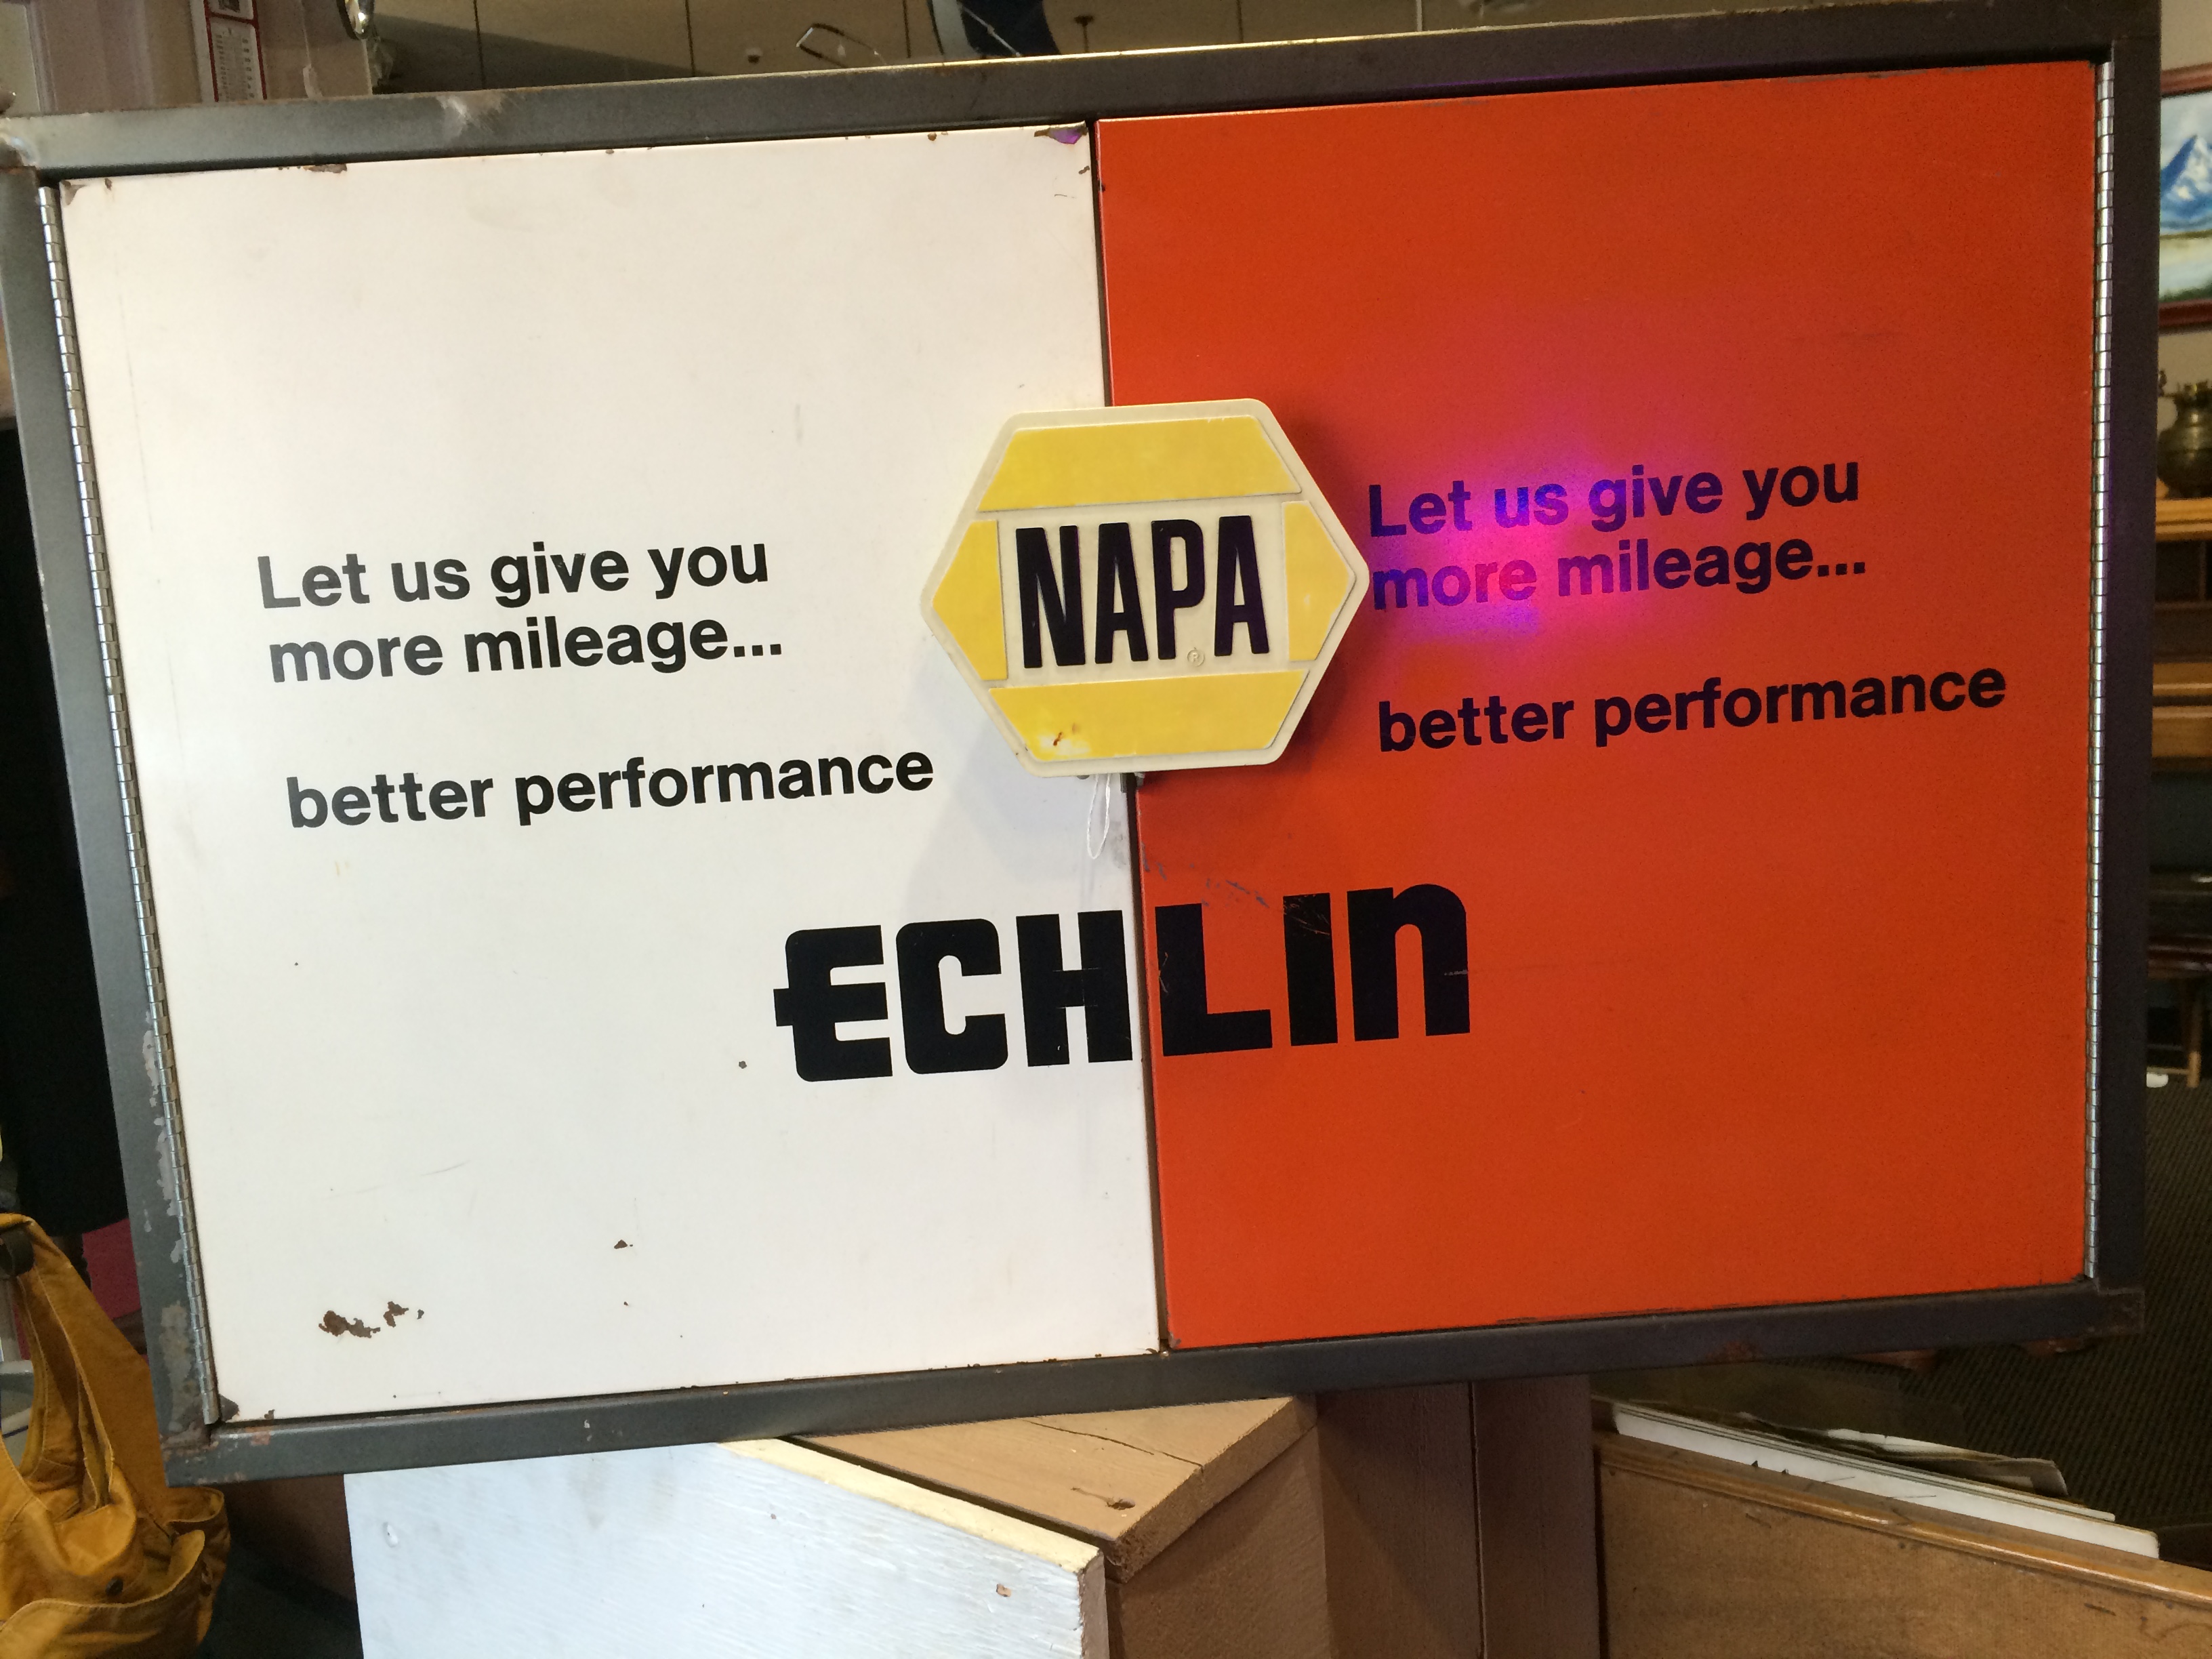 Let us give you
more mileage...
better performance
NAPA
®
Let us give you
more mileage...
better performance
ECHLIN